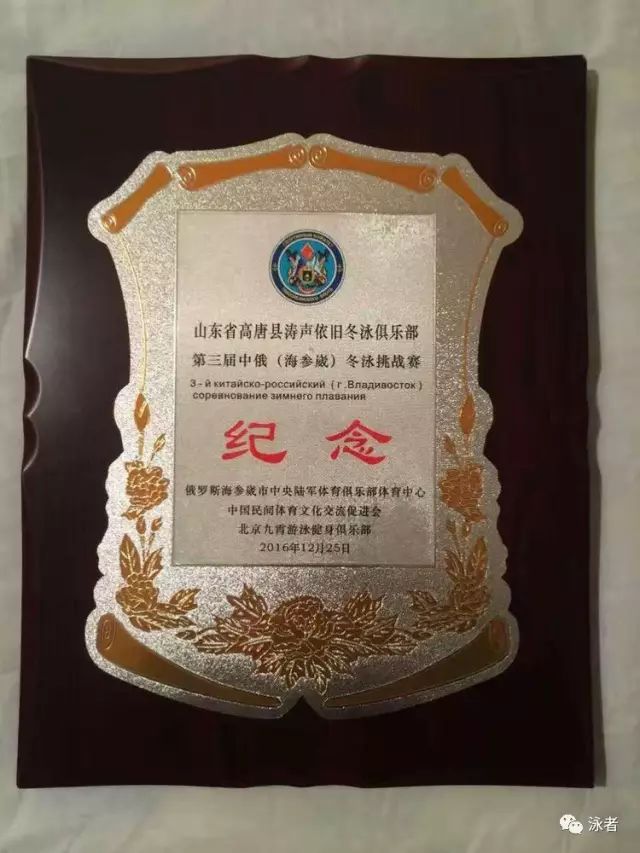 山东省高唐县涛声依旧冬泳俱乐部
第三届中俄（海参崴）冬泳挑战赛
3-й китайско-российский (г.Владивосток)
соревнование зимнего плавания
纪念
俄罗斯海参崴市中央陆军体育俱乐部体育中心
中国民间体育文化交流促进会
北京九霄游泳健身俱乐部
2016年12月25日
泳者